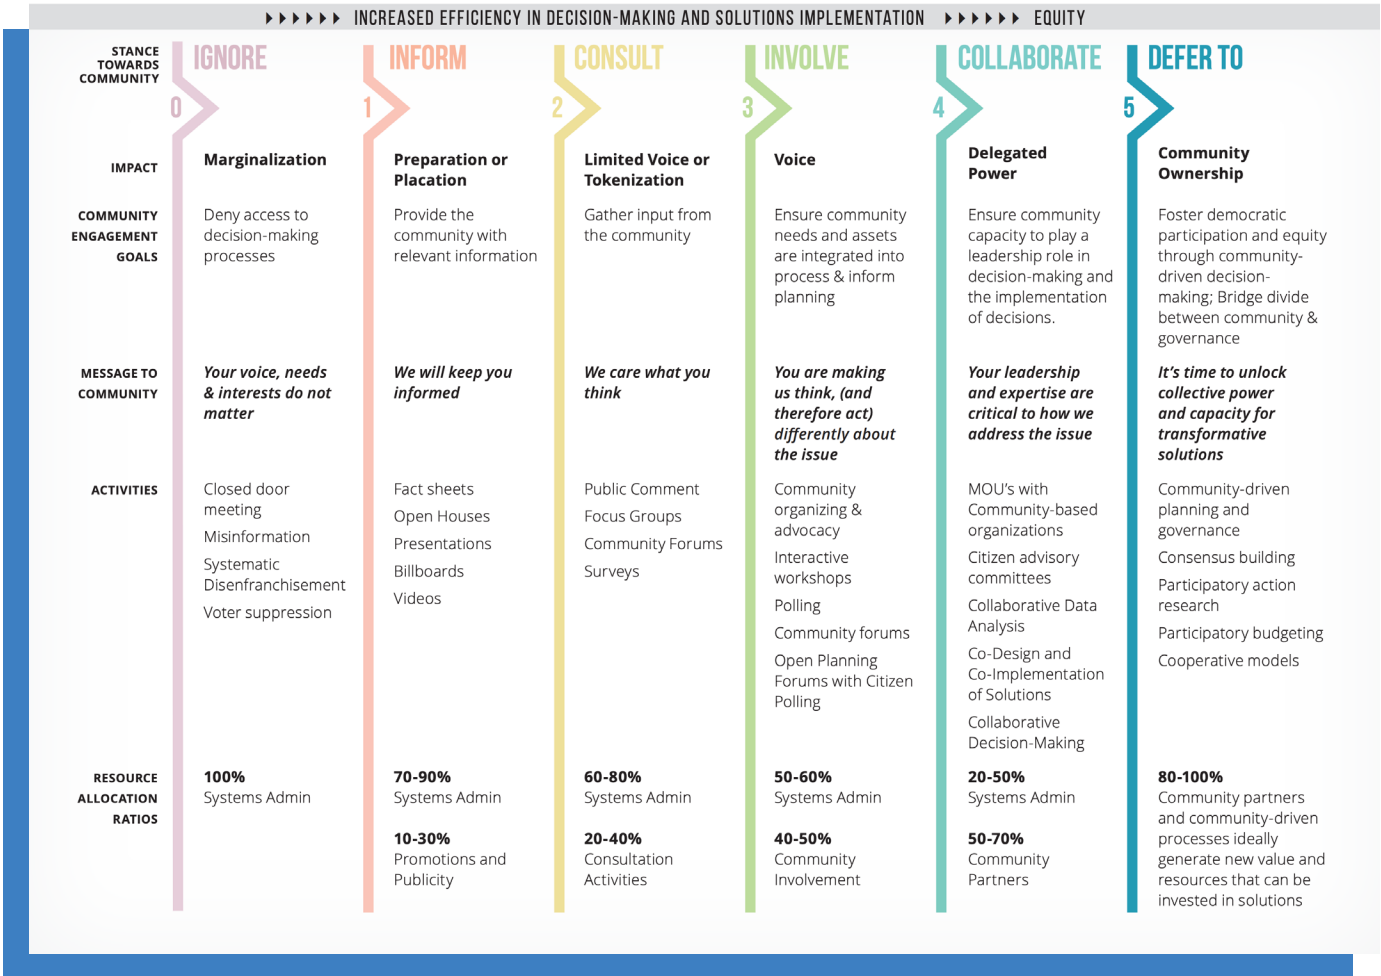 INCREASED EFFICIENCY IN DECISION-MAKING AND SOLUTIONS IMPLEMENTATION EQUITY
STANCE
TOWARDS
COMMUNITY
IGNORE
0
INFORM
1
CONSULT
2
INVOLVE
3
COLLABORATE
4
DEFER TO
5
IMPACT
Marginalization
Preparation or
Placation
Limited Voice or
Tokenization
Voice
Delegated
Power
Community
Ownership
COMMUNITY
ENGAGEMENT
GOALS
Deny access to
decision-making
processes
Provide the
community with
relevant information
Gather input from
the community
Ensure community
needs and assets
are integrated into
process & inform
planning
Ensure community
capacity to play a
leadership role in
decision-making and
the implementation
of decisions.
Foster democratic
participation and equity
through community-
driven decision-
making; Bridge divide
between community &
governance
MESSAGE TO
COMMUNITY
Your voice, needs
& interests do not
matter
We will keep you
informed
We care what you
think
You are making
us think, (and
therefore act)
differently about
the issue
Your leadership
and expertise are
critical to how we
address the issue
It's time to unlock
collective power
and capacity for
transformative
solutions
ACTIVITIES
Closed door
meeting
Misinformation
Systematic
Disenfranchisement
Voter suppression
Fact sheets
Open Houses
Presentations
Billboards
Videos
Public Comment
Focus Groups
Community Forums
Surveys
Community
organizing &
advocacy
Interactive
workshops
Polling
Community forums
Open Planning
Forums with Citizen
Polling
MOU's with
Community-based
organizations
Citizen advisory
committees
Collaborative Data
Analysis
Co-Design and
Co-Implementation
of Solutions
Collaborative
Decision-Making
Community-driven
planning and
governance
Consensus building
Participatory action
research
Participatory budgeting
Cooperative models
RESOURCE
ALLOCATION
RATIOS
100%
Systems Admin
70-90%
Systems Admin
10-30%
Promotions and
Publicity
60-80%
Systems Admin
20-40%
Consultation
Activities
50-60%
Systems Admin
40-50%
Community
Involvement
20-50%
Systems Admin
50-70%
Community
Partners
80-100%
Community partners
and community-driven
processes ideally
generate new value and
resources that can be
invested in solutions